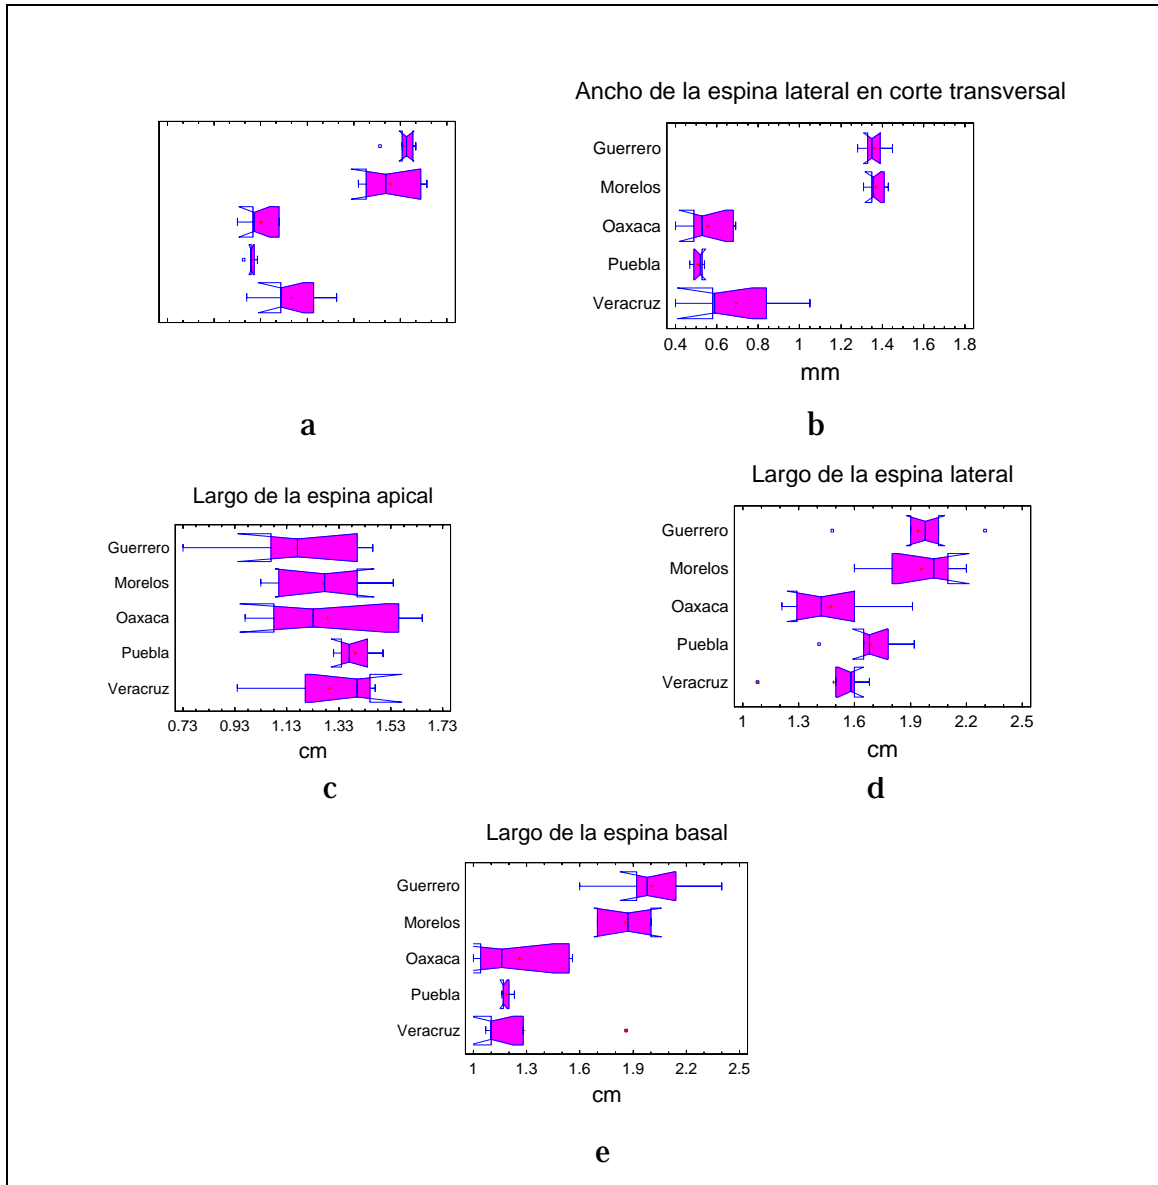 Ancho de la espina lateral en corte transversal
Guerrero
Morelos
Oaxaca
Puebla
Veracruz
0.4 0.6 0.8 1 1.2 1.4 1.6 1.8
mm
a
b
Largo de la espina apical
Guerrero
Morelos
Oaxaca
Puebla
Veracruz
0.73 0.93 1.13 1.33 1.53 1.73
cm
c
Largo de la espina lateral
Guerrero
Morelos
Oaxaca
Puebla
Veracruz
1 1.3 1.6 1.9 2.2 2.5
cm
d
Largo de la espina basal
Guerrero
Morelos
Oaxaca
Puebla
Veracruz
1 1.3 1.6 1.9 2.2 2.5
cm
e